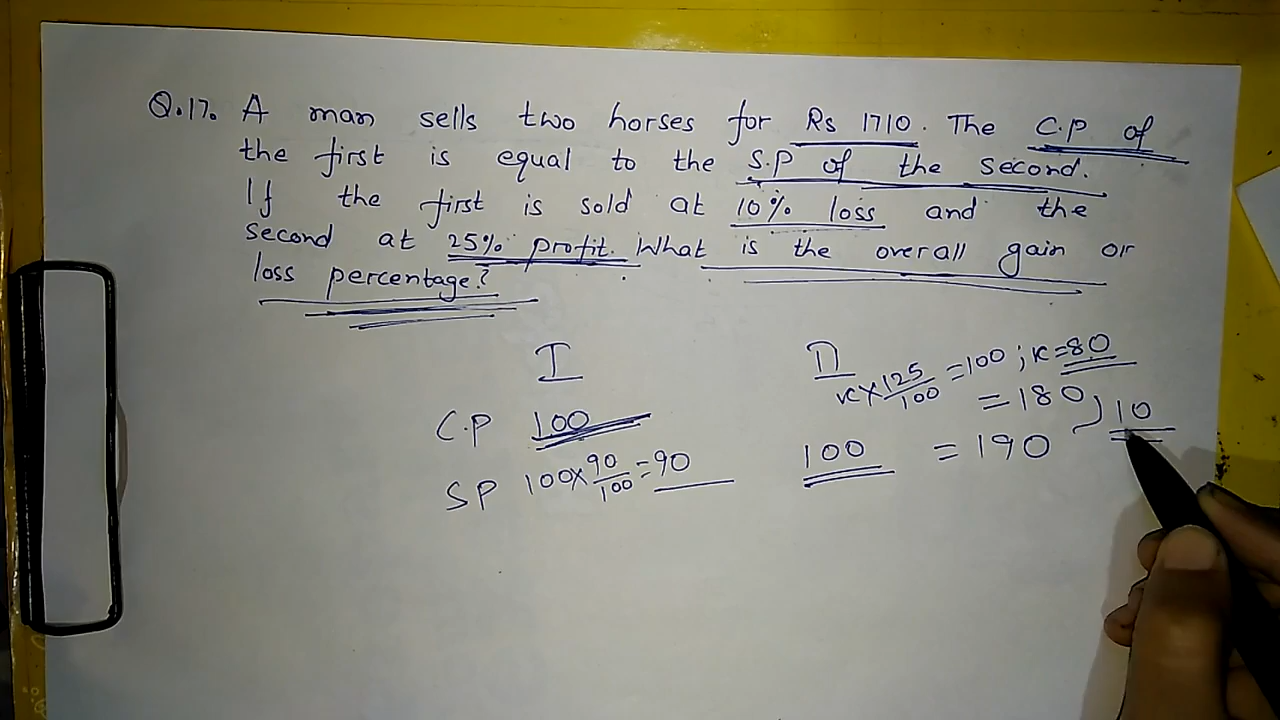 Q.17. A man sells two horses for Rs 1710. The C.P of
the first is equal to the S.P of the second.
If the first is sold at 10% loss and the
second at 25% profit. What is the overall gain or
loss percentage?
I II x×125/100=100; x=80
C.P 100 =180 ) 10
SP 100×90/100=90 100 =190